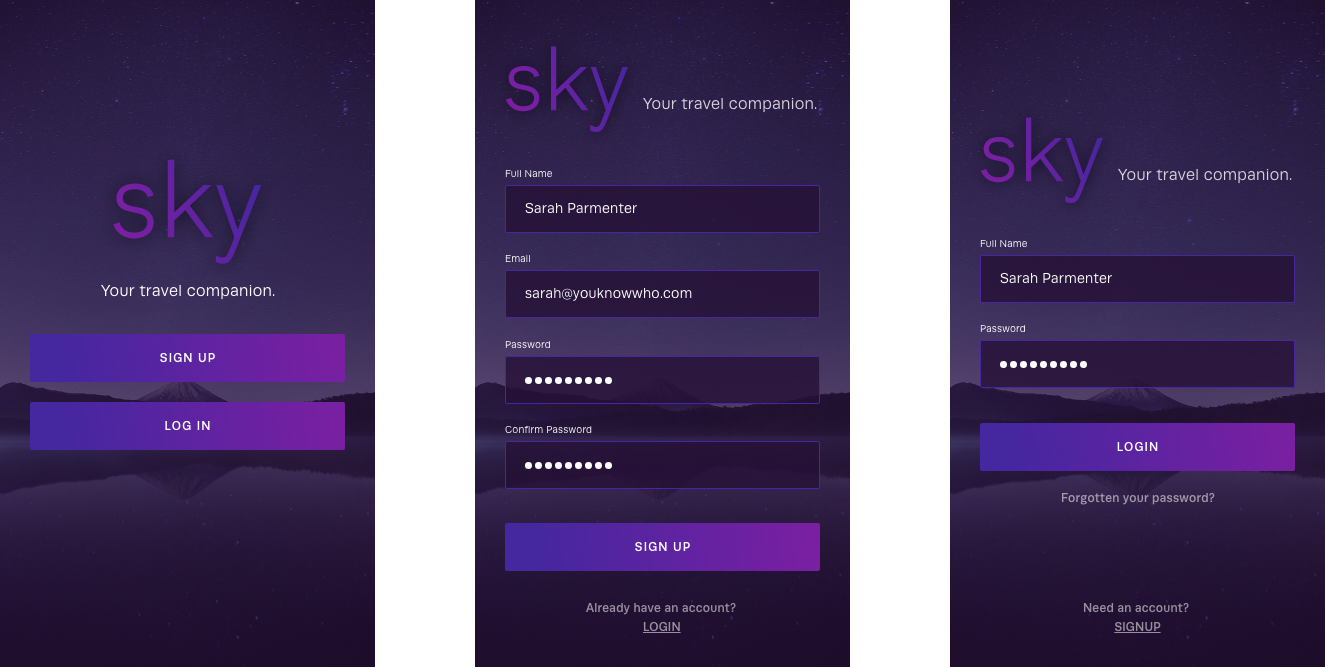 sky
Your travel companion.
SIGN UP
LOG IN
sky Your travel companion.
Full Name
Sarah Parmenter
Email
sarah@youknowwho.com
Password
●●●●●●●●●
Confirm Password
●●●●●●●●●
SIGN UP
Already have an account?
LOGIN
sky Your travel companion.
Full Name
Sarah Parmenter
Password
●●●●●●●●●
LOGIN
Forgotten your password?
Need an account?
SIGNUP